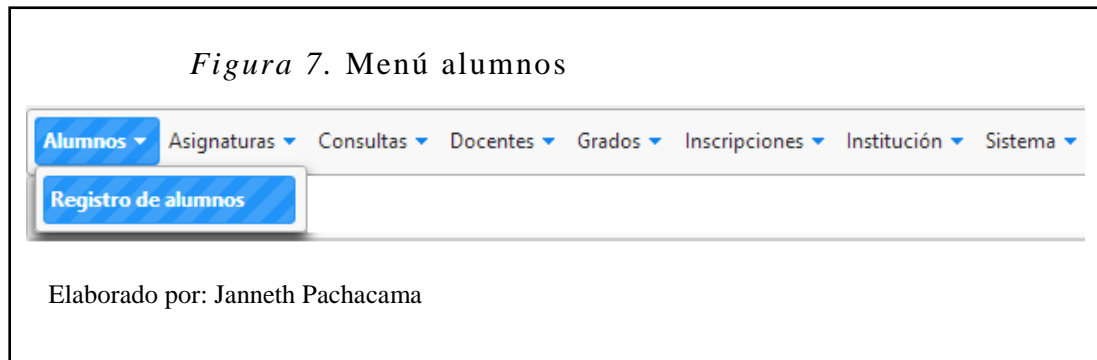 Figura 7. Menú alumnos
Alumnos Asignaturas Consultas Docentes Grados Inscripciones Institución Sistema
Registro de alumnos
Elaborado por: Janneth Pachacama